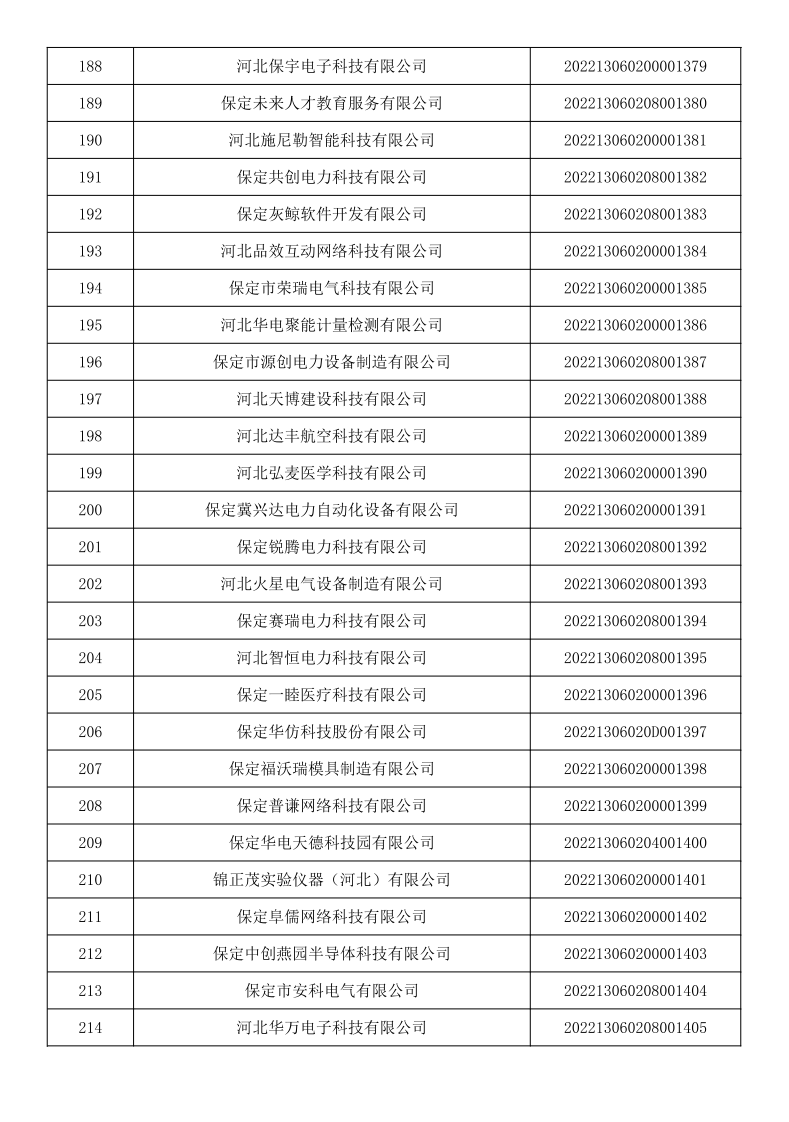 188 河北保宇电子科技有限公司 202213060200001379
189 保定未来人才教育服务有限公司 202213060208001380
190 河北施尼勒智能科技有限公司 202213060200001381
191 保定共创电力科技有限公司 202213060208001382
192 保定灰鲸软件开发有限公司 202213060208001383
193 河北品效互动网络科技有限公司 202213060200001384
194 保定市荣瑞电气科技有限公司 202213060200001385
195 河北华电聚能计量检测有限公司 202213060200001386
196 保定市源创电力设备制造有限公司 202213060208001387
197 河北天博建设科技有限公司 202213060208001388
198 河北达丰航空科技有限公司 202213060200001389
199 河北弘麦医学科技有限公司 202213060200001390
200 保定冀兴达电力自动化设备有限公司 202213060200001391
201 保定锐腾电力科技有限公司 202213060208001392
202 河北火星电气设备制造有限公司 202213060208001393
203 保定赛瑞电力科技有限公司 202213060208001394
204 河北智恒电力科技有限公司 202213060208001395
205 保定一睦医疗科技有限公司 202213060200001396
206 保定华仿科技股份有限公司 20221306020D001397
207 保定福沃瑞模具制造有限公司 202213060200001398
208 保定普谦网络科技有限公司 202213060200001399
209 保定华电天德科技园有限公司 202213060204001400
210 锦正茂实验仪器（河北）有限公司 202213060200001401
211 保定阜儒网络科技有限公司 202213060200001402
212 保定中创燕园半导体科技有限公司 202213060200001403
213 保定市安科电气有限公司 202213060208001404
214 河北华万电子科技有限公司 202213060208001405